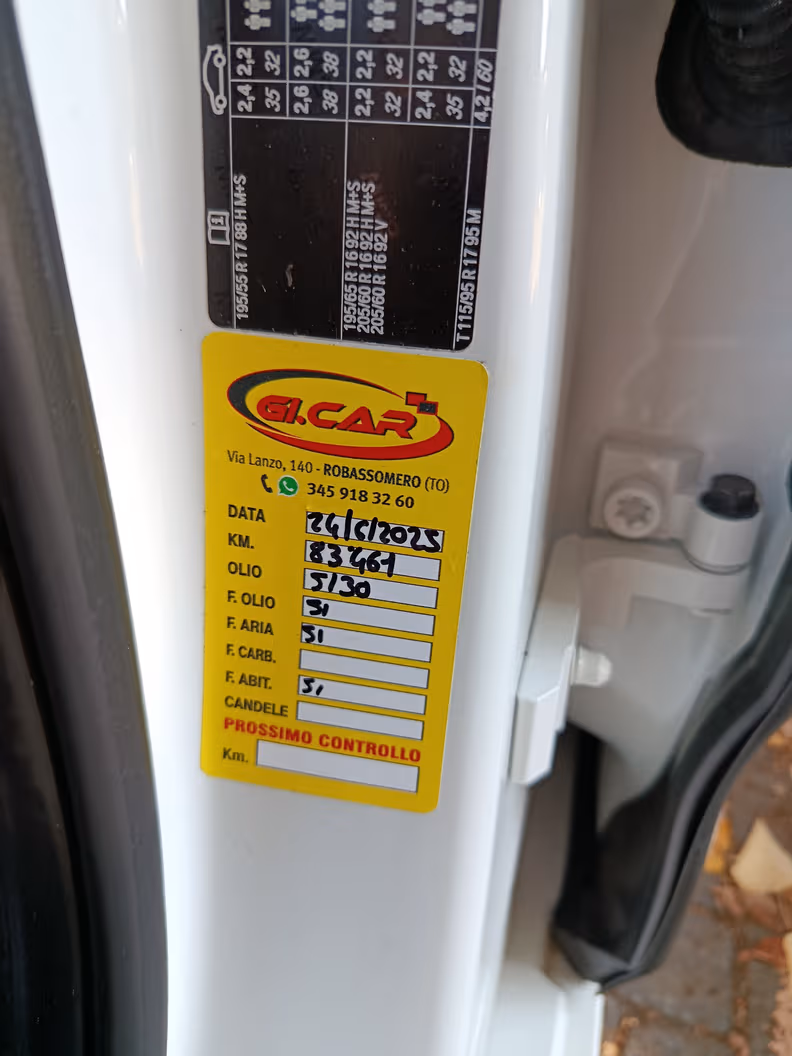 2,2 2,6 2,2 2,2
32 38 32 32
2,4 2,6 2,2 2,4 4,2 / 60
35 38 32 35
195/55 R 17 88 H M+S
195/65 R 16 92 H M+S
205/60 R 16 92 H M+S
205/60 R 16 92 V
T115/95 R 17 95 M
GI.CAR
Via Lanzo, 140 - ROBASSOMERO (TO)
345 918 32 60
DATA 24/6/2025
KM. 83461
OLIO 5/30
F. OLIO Si
F. ARIA SI
F. CARB.
F. ABIT. Si
CANDELE
PROSSIMO CONTROLLO
Km.